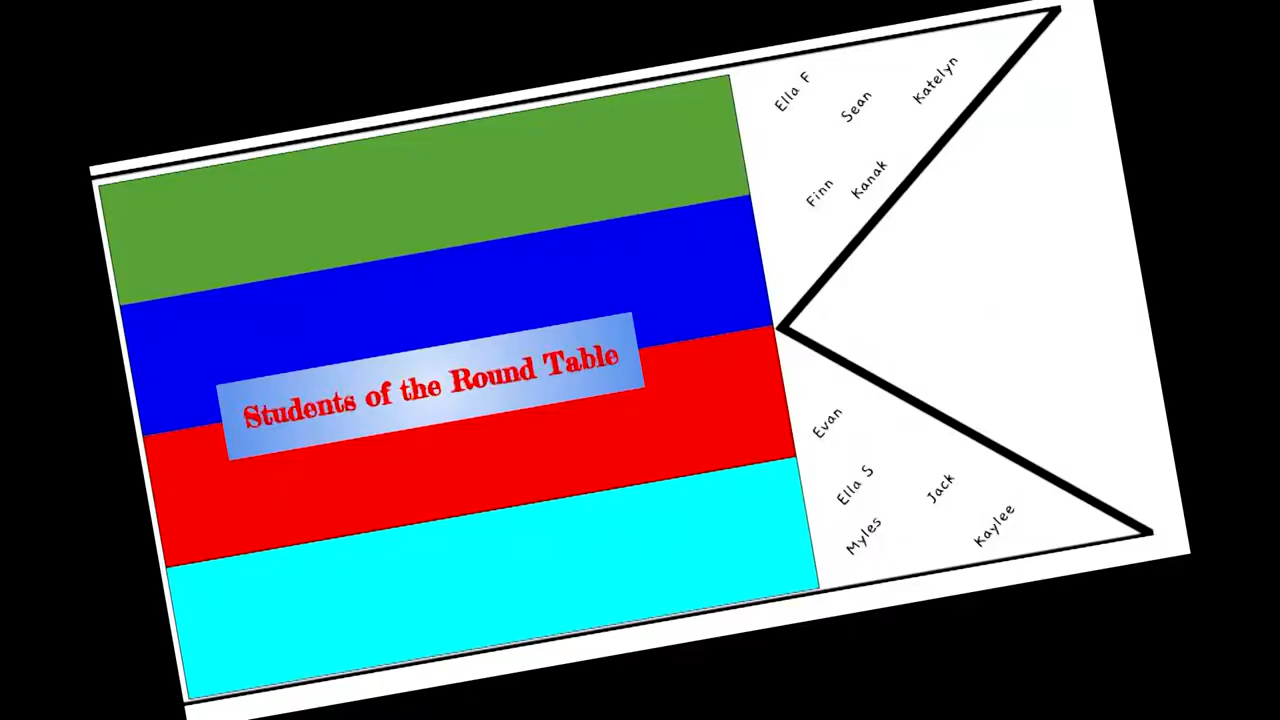 Students of the Round Table
Ella F
Sean
Katelyn
Finn
Kanak
Evan
Ella S
Jack
Myles
Kaylee